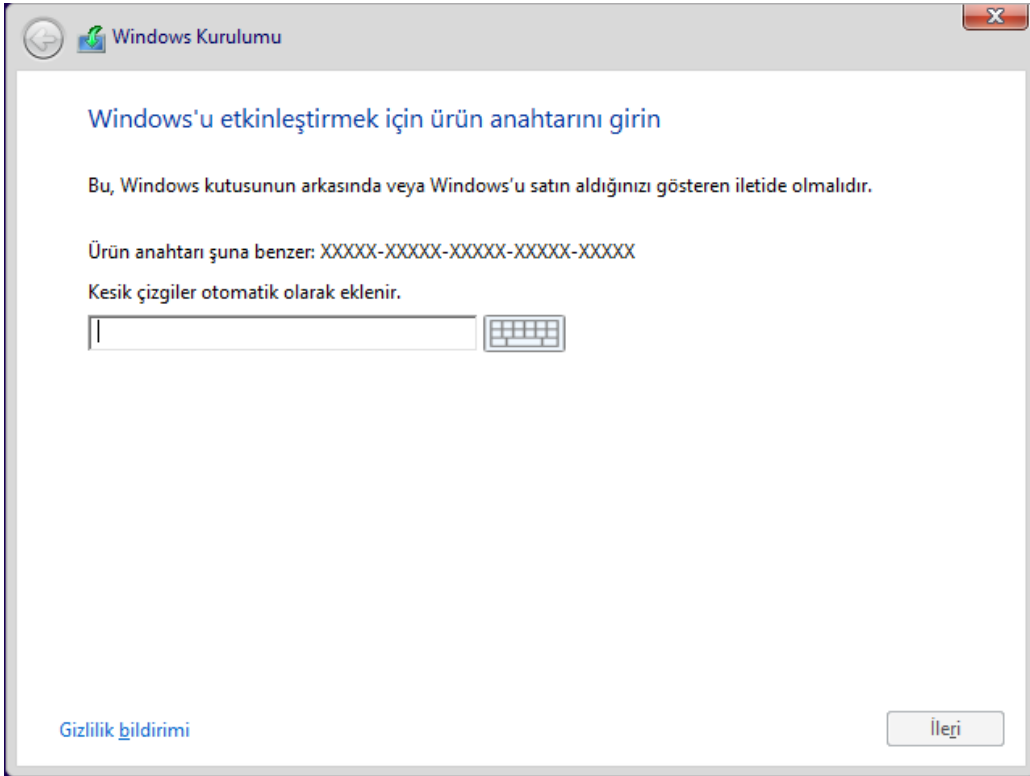 Windows Kurulumu
Windows'u etkinleştirmek için ürün anahtarını girin
Bu, Windows kutusunun arkasında veya Windows'u satın aldığınızı gösteren iletide olmalıdır.
Ürün anahtarı şuna benzer: XXXXX-XXXXX-XXXXX-XXXXX-XXXXX
Kesik çizgiler otomatik olarak eklenir.
Gizlilik bildirimi
İleri